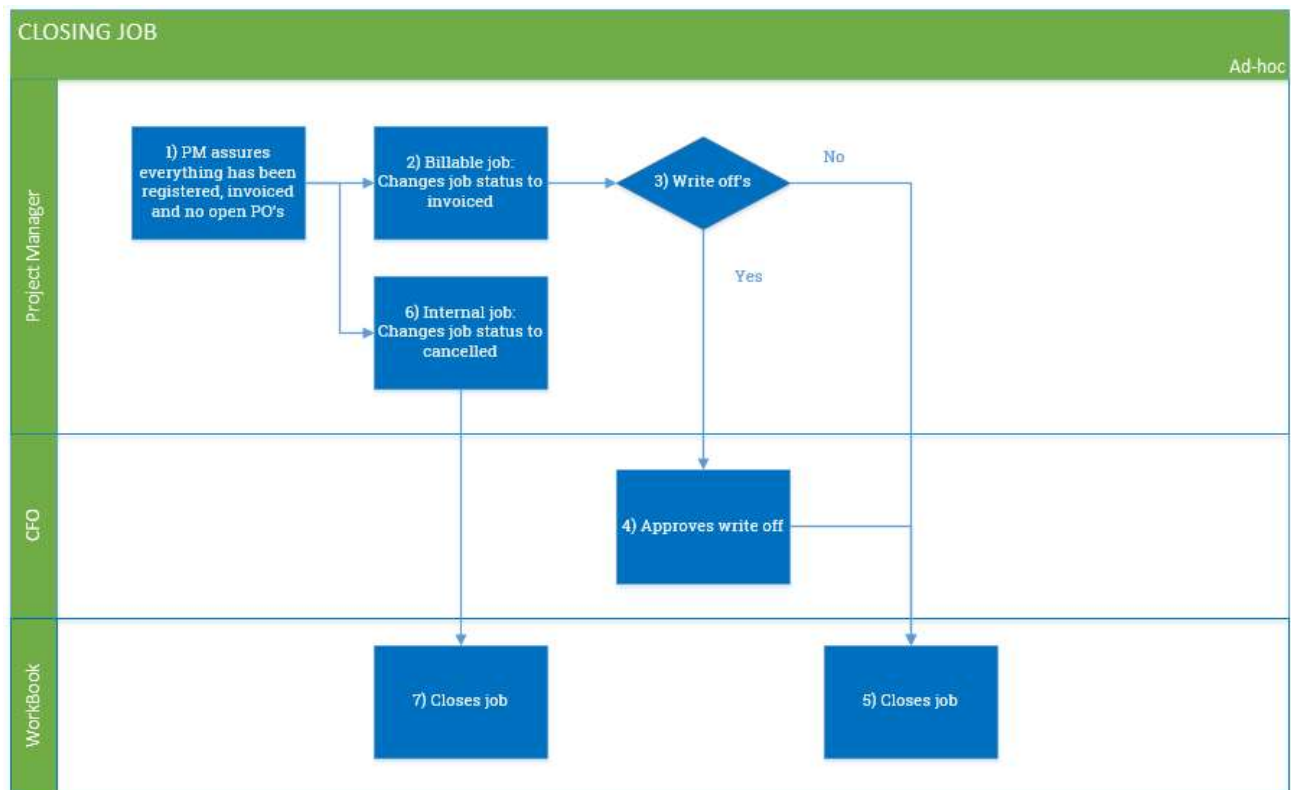 CLOSING JOB
Ad-hoc
Project Manager
1) PM assures
everything has been
registered, invoiced
and no open PO's
2) Billable job:
Changes job status to
invoiced
3) Write off's
No
Yes
6) Internal job:
Changes job status to
cancelled
CFO
4) Approves write off
WorkBook
7) Closes job
5) Closes job